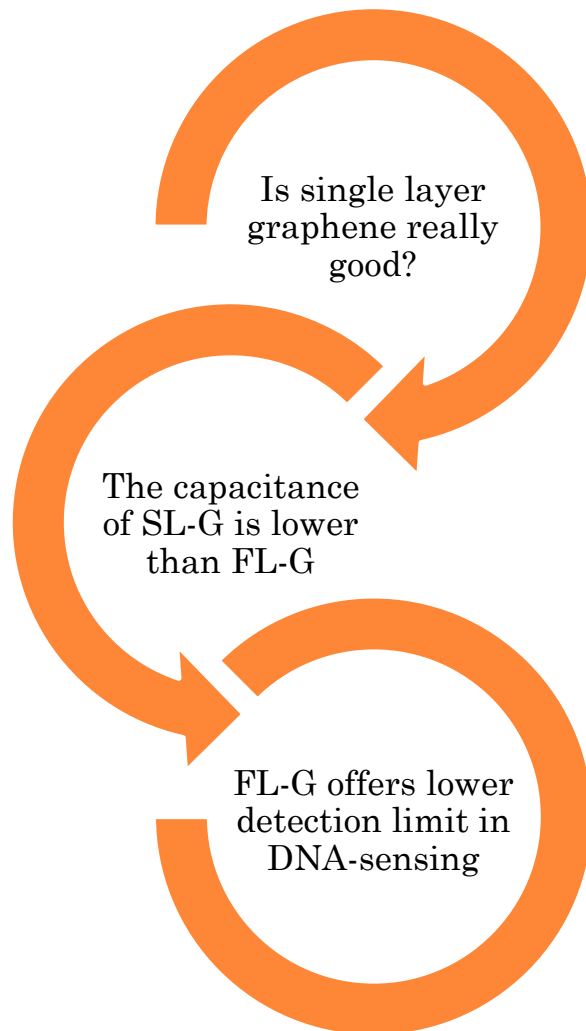 Is single layer
graphene really
good?
The capacitance
of SL-G is lower
than FL-G
FL-G offers lower
detection limit in
DNA-sensing